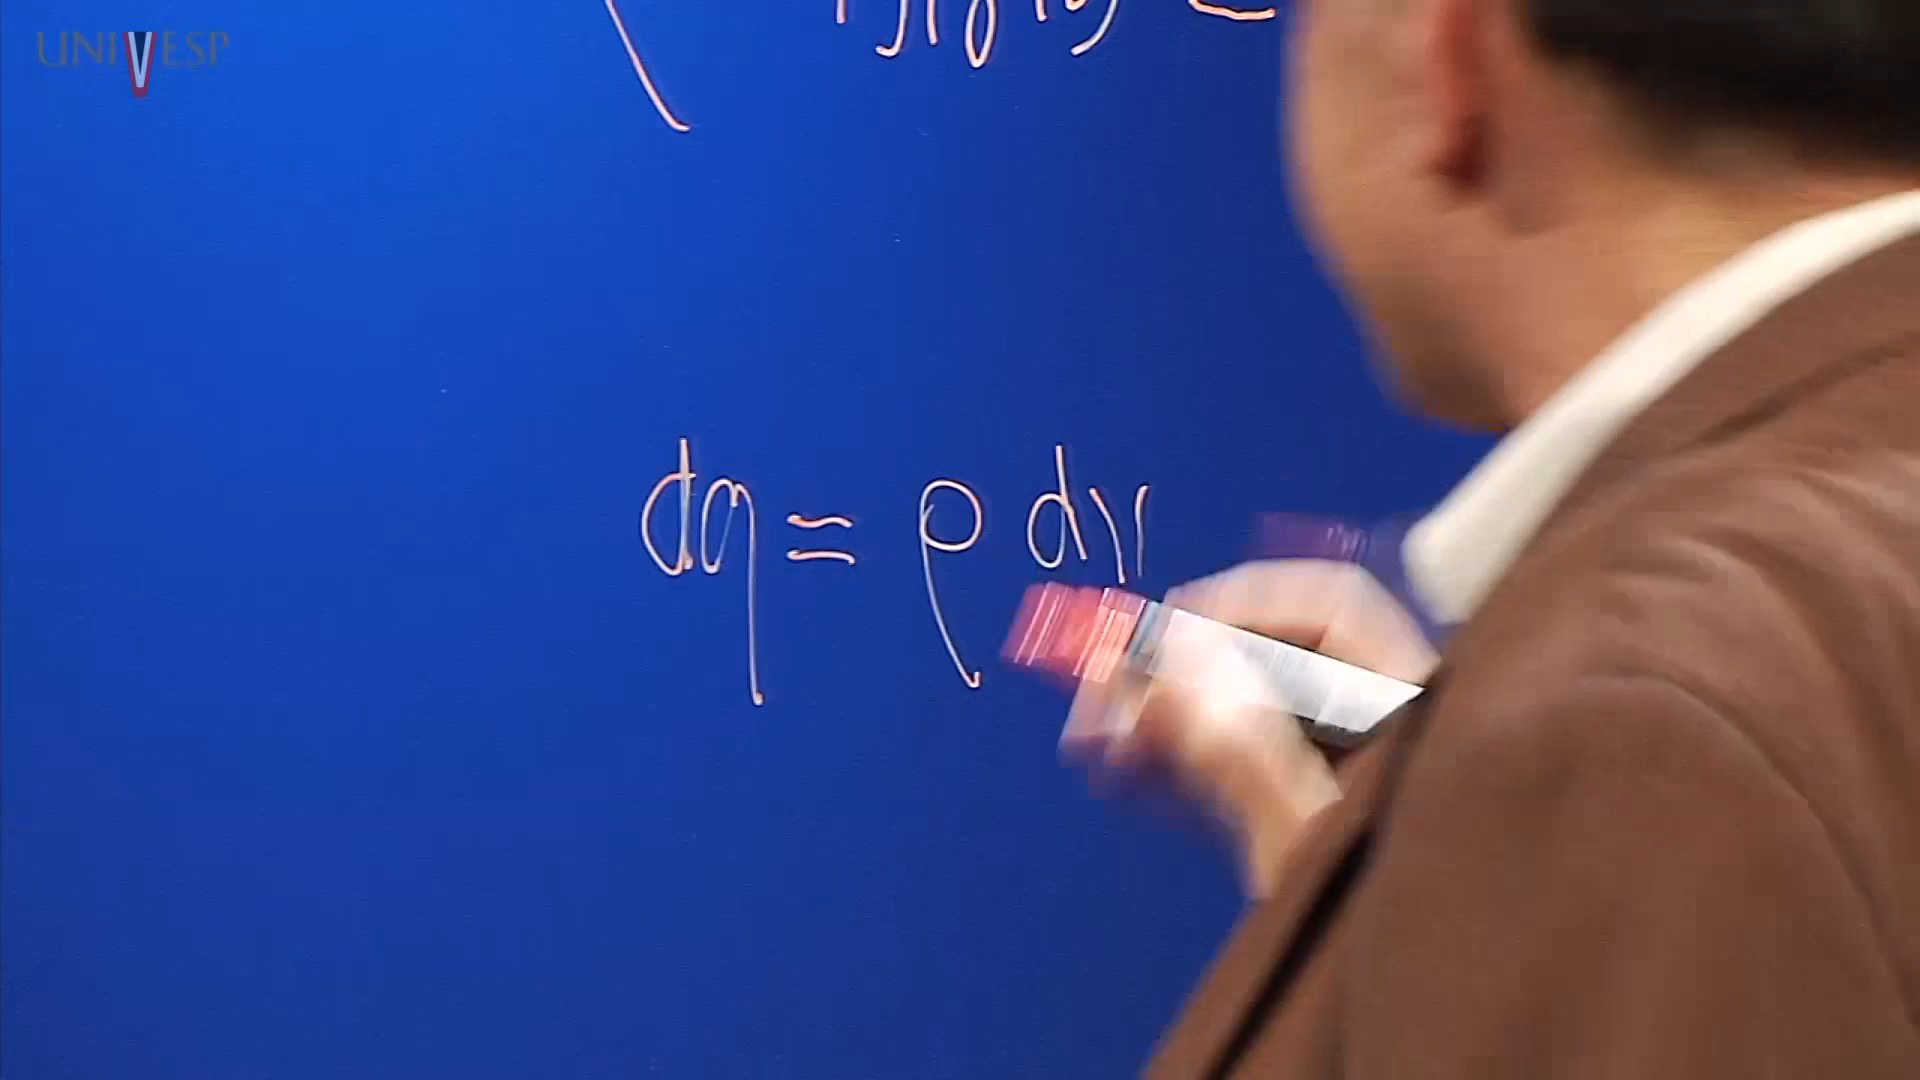 UNIVESP
dq = ρ dV